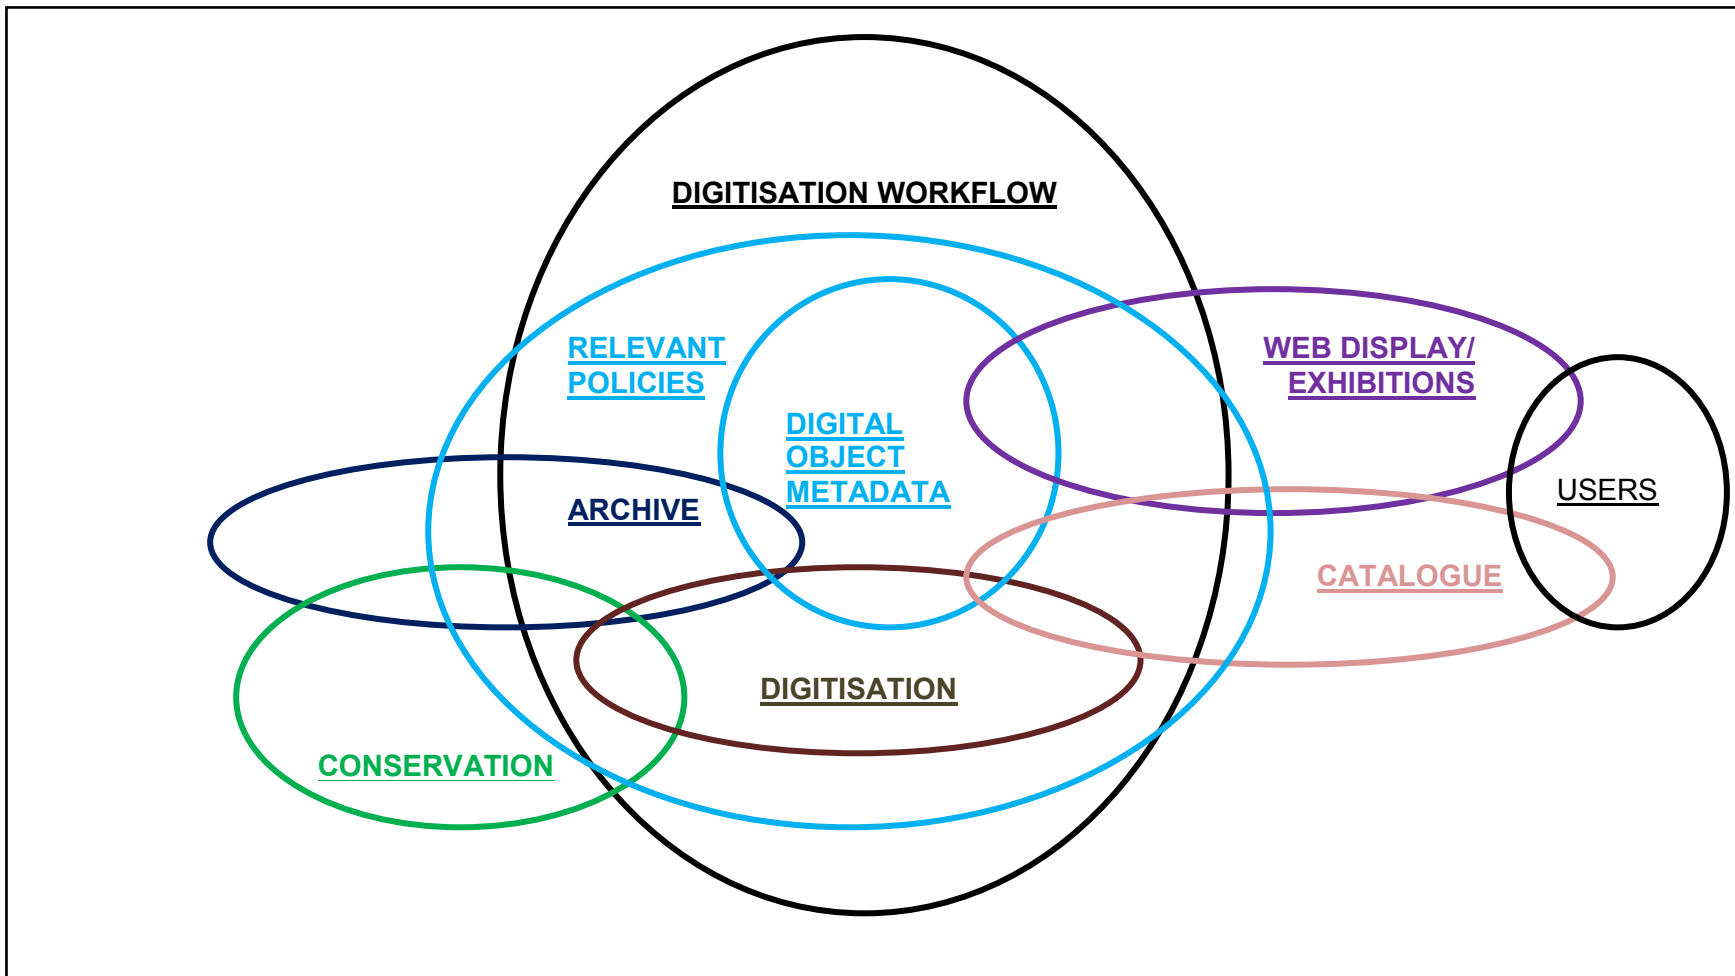 DIGITISATION WORKFLOW
RELEVANT
POLICIES
WEB DISPLAY/
EXHIBITIONS
DIGITAL
OBJECT
METADATA
ARCHIVE
USERS
CATALOGUE
DIGITISATION
CONSERVATION